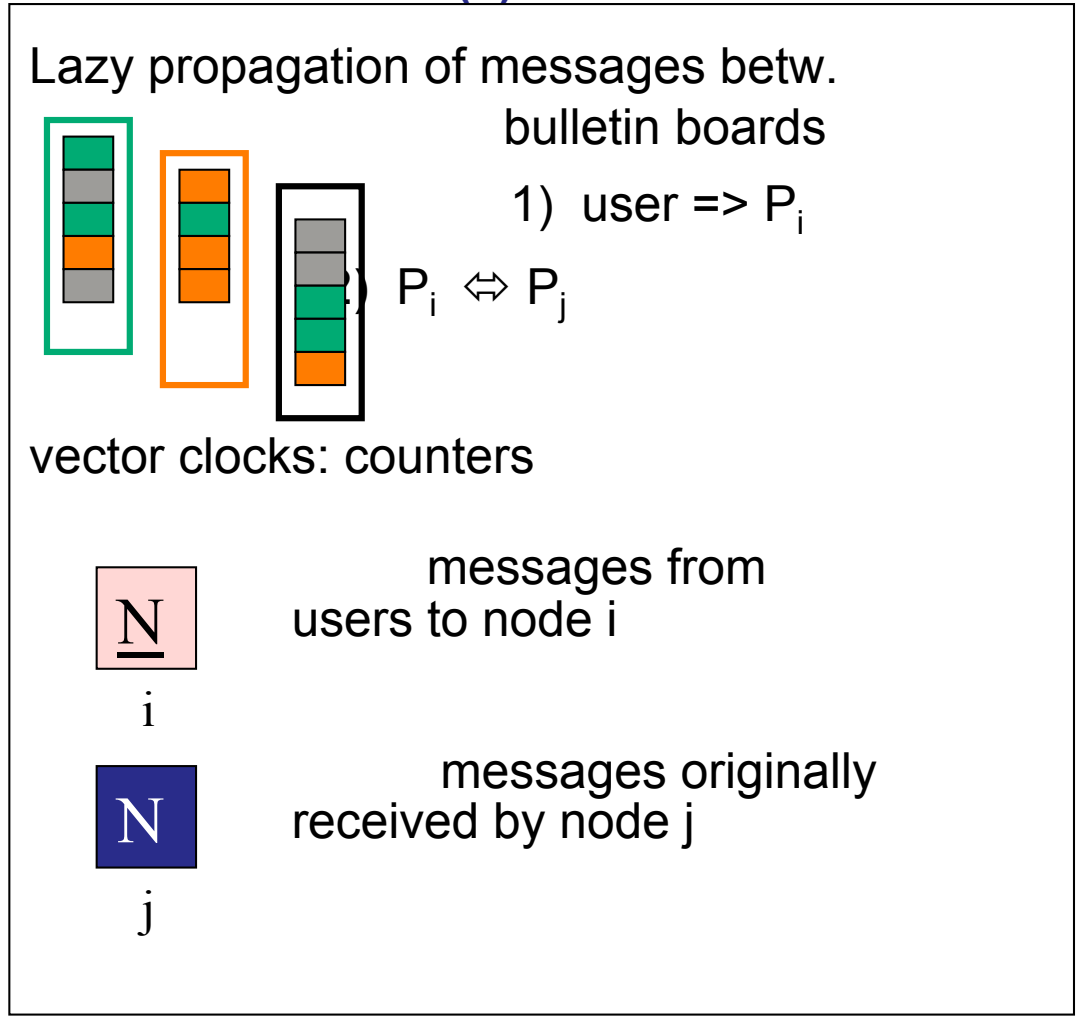 Lazy propagation of messages betw.
bulletin boards
1) user => Pi
) Pi ⇔ Pj
vector clocks: counters
N
i
messages from
users to node i
N
j
messages originally
received by node j